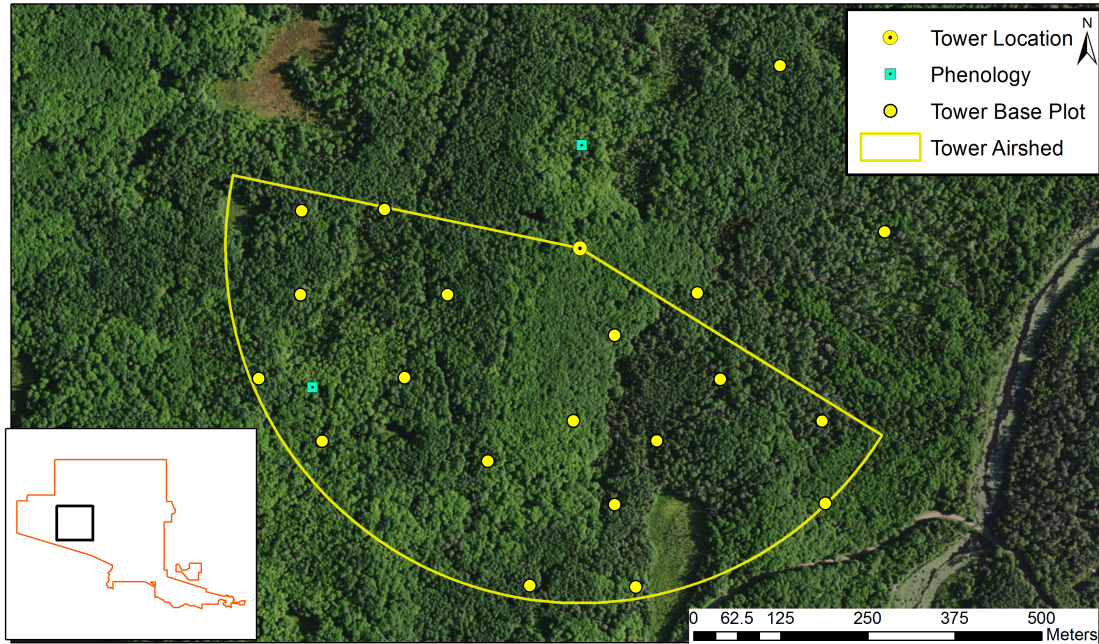 Tower Location
N
Phenology
Tower Base Plot
Tower Airshed
0 62.5 125 250 375 500
Meters